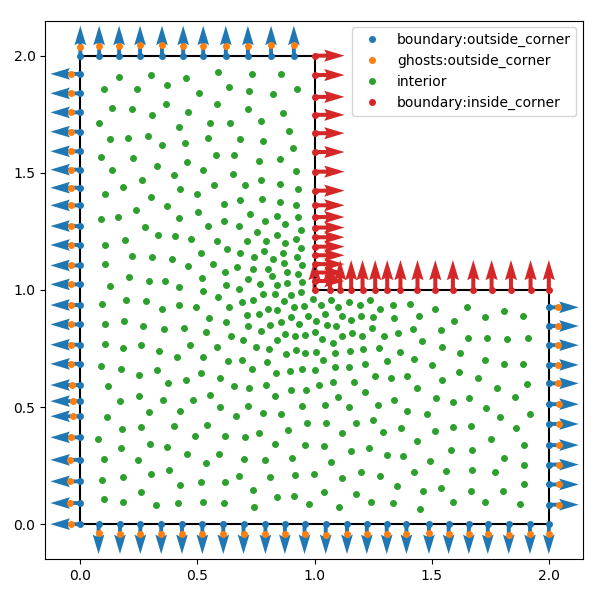 boundary:outside_corner
ghosts:outside_corner
interior
boundary:inside_corner
2.0
1.5
1.0
0.5
0.0
0.0 0.5 1.0 1.5 2.0